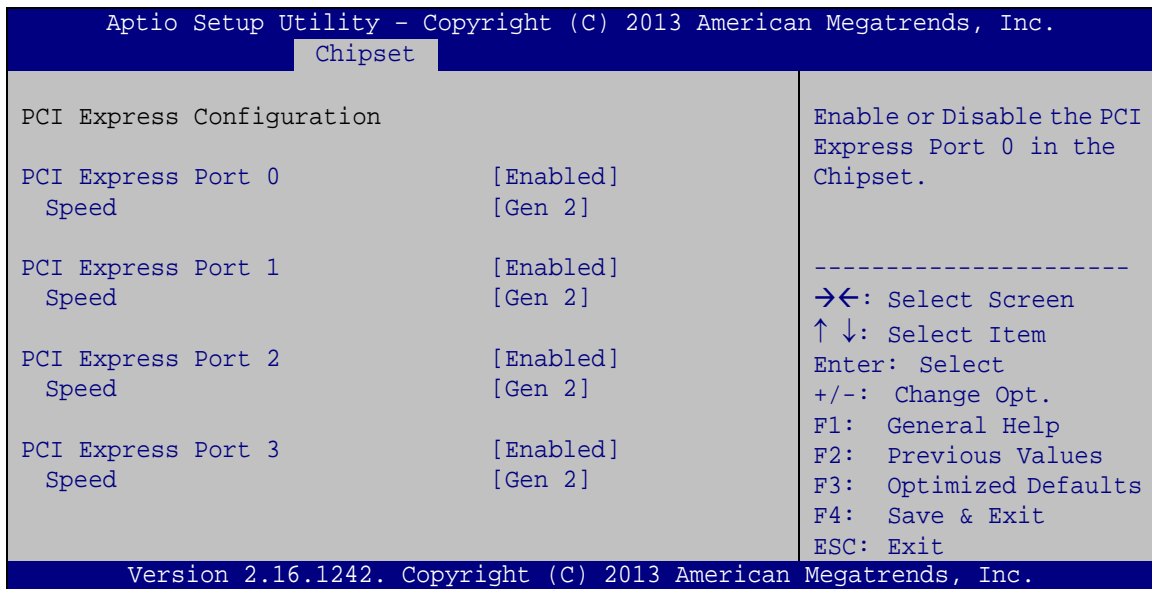 Aptio Setup Utility – Copyright (C) 2013 American Megatrends, Inc.
Chipset
PCI Express Configuration
PCI Express Port 0 [Enabled]
Speed [Gen 2]
PCI Express Port 1 [Enabled]
Speed [Gen 2]
PCI Express Port 2 [Enabled]
Speed [Gen 2]
PCI Express Port 3 [Enabled]
Speed [Gen 2]
Enable or Disable the PCI
Express Port 0 in the
Chipset.
----------------------
→←: Select Screen
↑ ↓: Select Item
Enter: Select
+/-: Change Opt.
F1: General Help
F2: Previous Values
F3: Optimized Defaults
F4: Save & Exit
ESC: Exit
Version 2.16.1242. Copyright (C) 2013 American Megatrends, Inc.